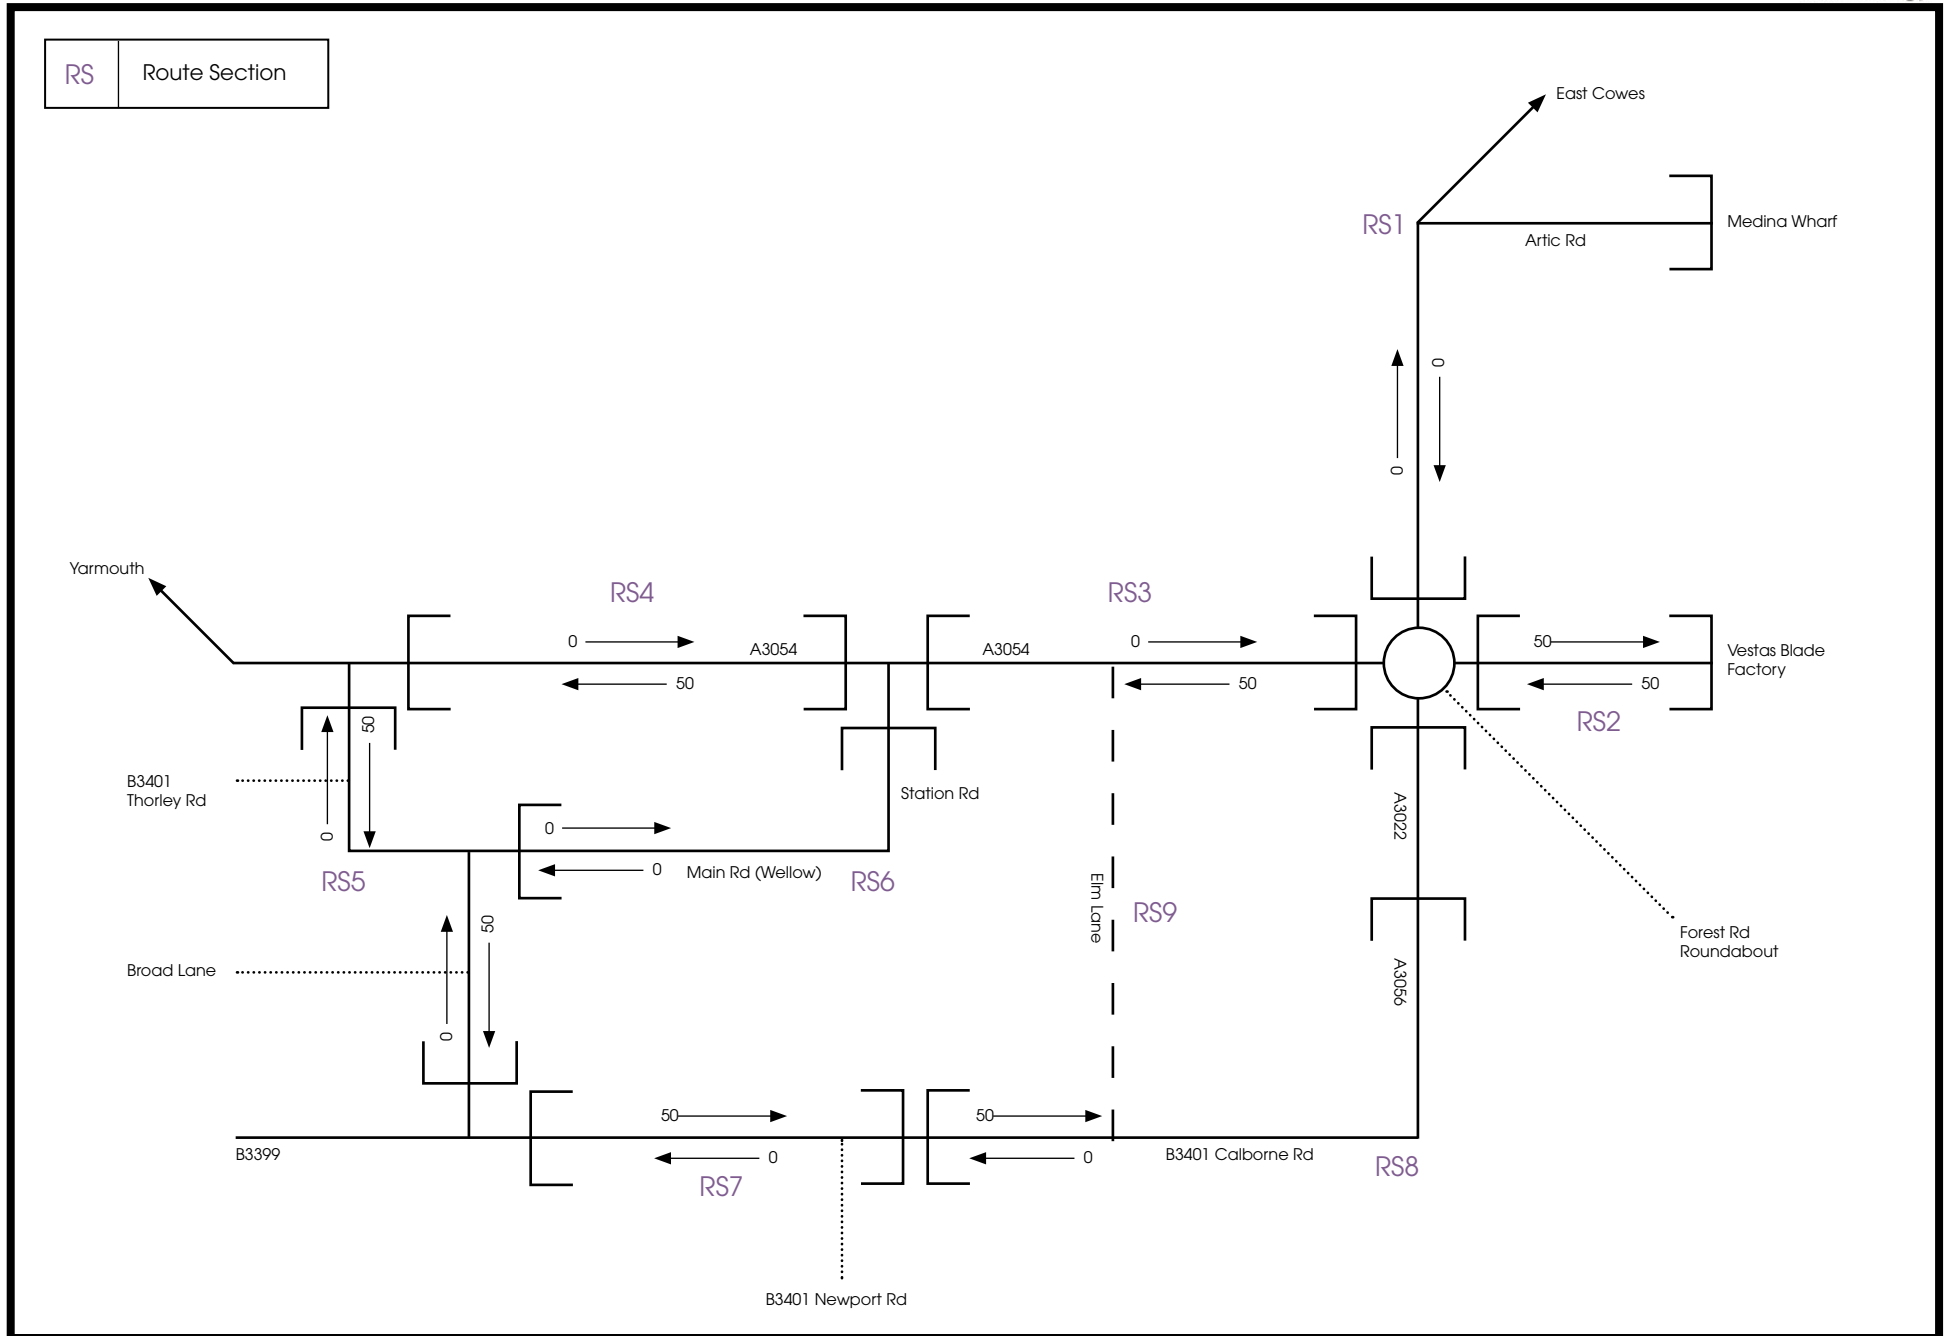 RS
Route Section
East Cowes
RS1
Medina Wharf
Artic Rd
0
0
Yarmouth
RS4
RS3
0
A3054
50
A3054
0
50
50
50
Vestas Blade
Factory
RS2
50
0
B3401
Thorley Rd
Station Rd
A3022
0
0
Main Rd (Wellow)
RS5
RS6
Elm Lane
RS9
50
0
Broad Lane
A3056
Forest Rd
Roundabout
50
0
50
0
B3399
B3401 Calborne Rd
RS7
RS8
B3401 Newport Rd